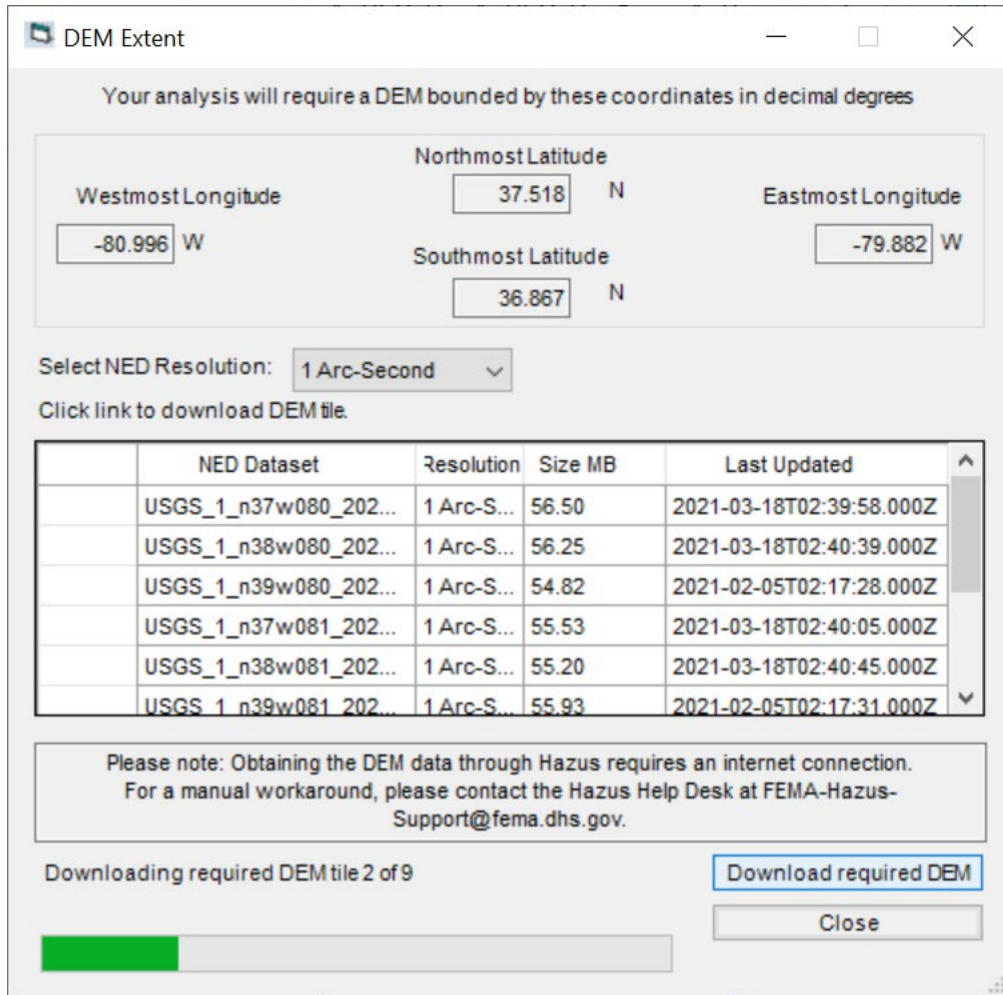 DEM Extent
Your analysis will require a DEM bounded by these coordinates in decimal degrees
Northmost Latitude
37.518 N
Westmost Longitude
-80.996 W
Eastmost Longitude
-79.882 W
Southmost Latitude
36.867 N
Select NED Resolution: 1 Arc-Second
Click link to download DEM tile.
NED Dataset Resolution Size MB Last Updated
USGS_1_n37w080_202... 1 Arc-S... 56.50 2021-03-18T02:39:58.000Z
USGS_1_n38w080_202... 1 Arc-S... 56.25 2021-03-18T02:40:39.000Z
USGS_1_n39w080_202... 1 Arc-S... 54.82 2021-02-05T02:17:28.000Z
USGS_1_n37w081_202... 1 Arc-S... 55.53 2021-03-18T02:40:05.000Z
USGS_1_n38w081_202... 1 Arc-S... 55.20 2021-03-18T02:40:45.000Z
USGS_1_n39w081_202... 1 Arc-S... 55.93 2021-02-05T02:17:31.000Z
Please note: Obtaining the DEM data through Hazus requires an internet connection.
For a manual workaround, please contact the Hazus Help Desk at FEMA-Hazus-
Support@fema.dhs.gov.
Downloading required DEM tile 2 of 9
Download required DEM
Close